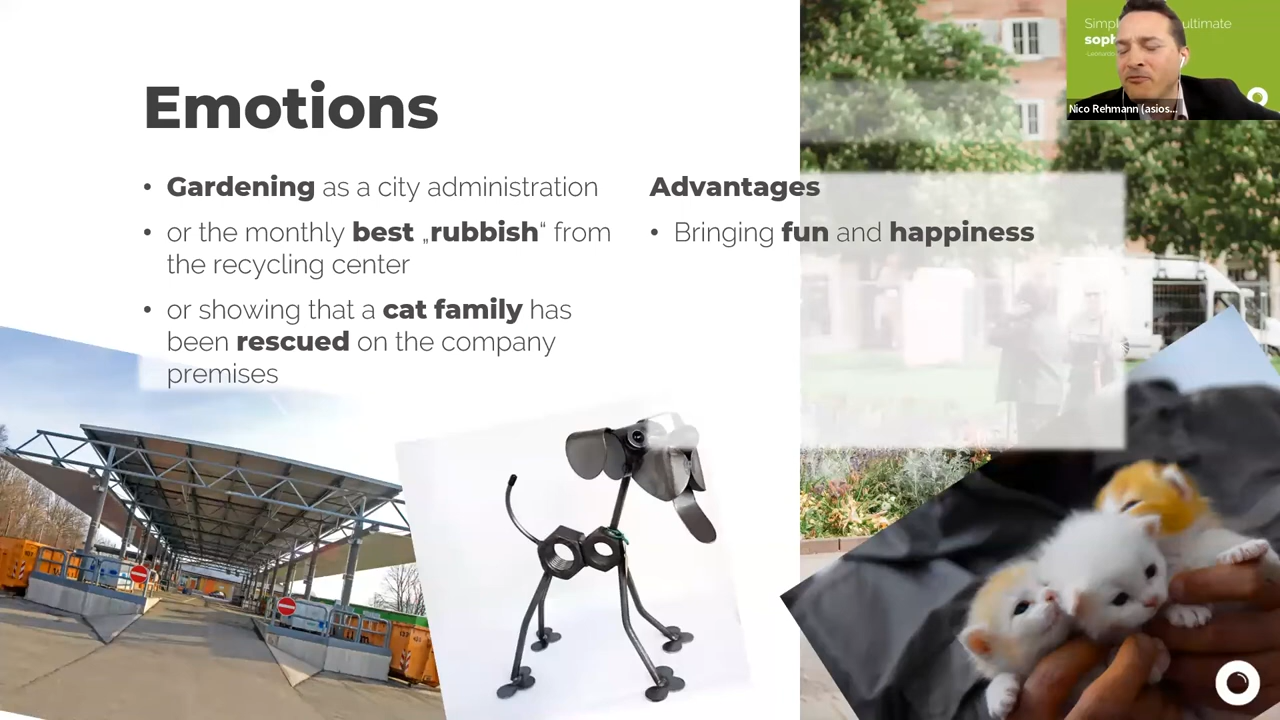 Simpl ultimate
soph
Nico Rehmann (asios...
Emotions
• Gardening as a city administration
• or the monthly best „rubbish“ from
the recycling center
• or showing that a cat family has
been rescued on the company
premises
Advantages
• Bringing fun and happiness